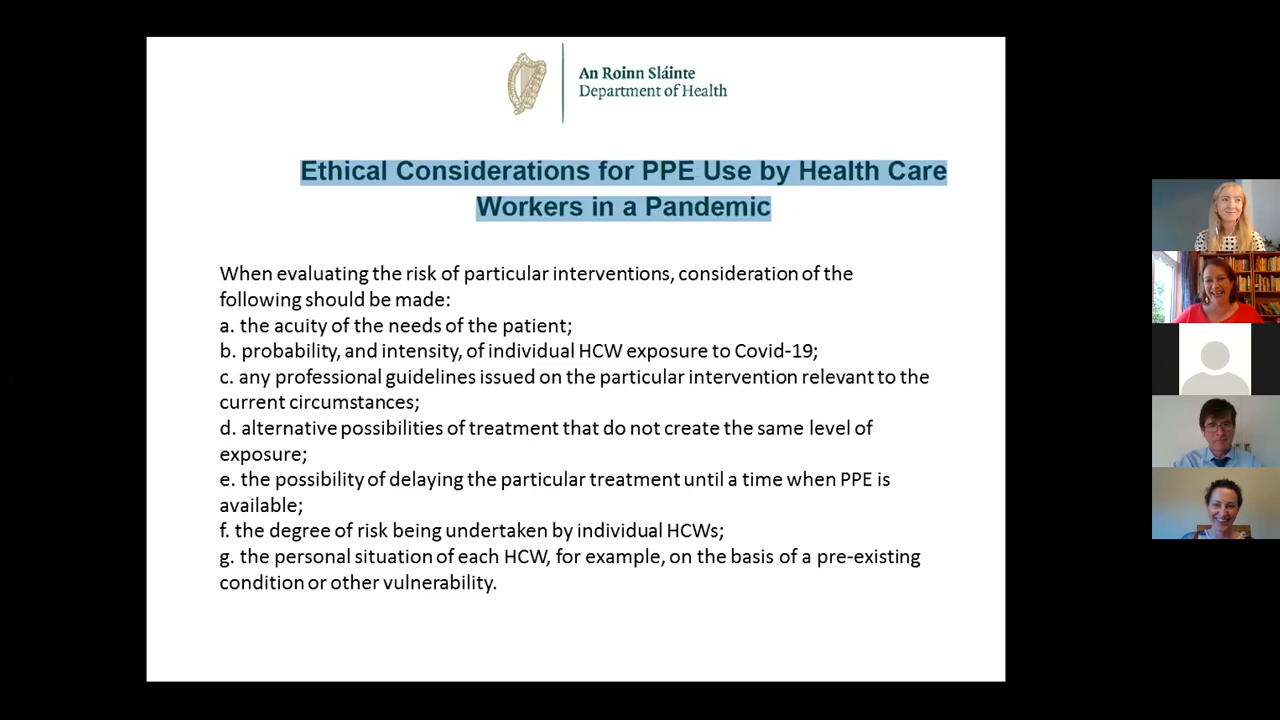 An Roinn Sláinte
Department of Health
Ethical Considerations for PPE Use by Health Care
Workers in a Pandemic
When evaluating the risk of particular interventions, consideration of the
following should be made:
a. the acuity of the needs of the patient;
b. probability, and intensity, of individual HCW exposure to Covid-19;
c. any professional guidelines issued on the particular intervention relevant to the
current circumstances;
d. alternative possibilities of treatment that do not create the same level of
exposure;
e. the possibility of delaying the particular treatment until a time when PPE is
available;
f. the degree of risk being undertaken by individual HCWs;
g. the personal situation of each HCW, for example, on the basis of a pre-existing
condition or other vulnerability.